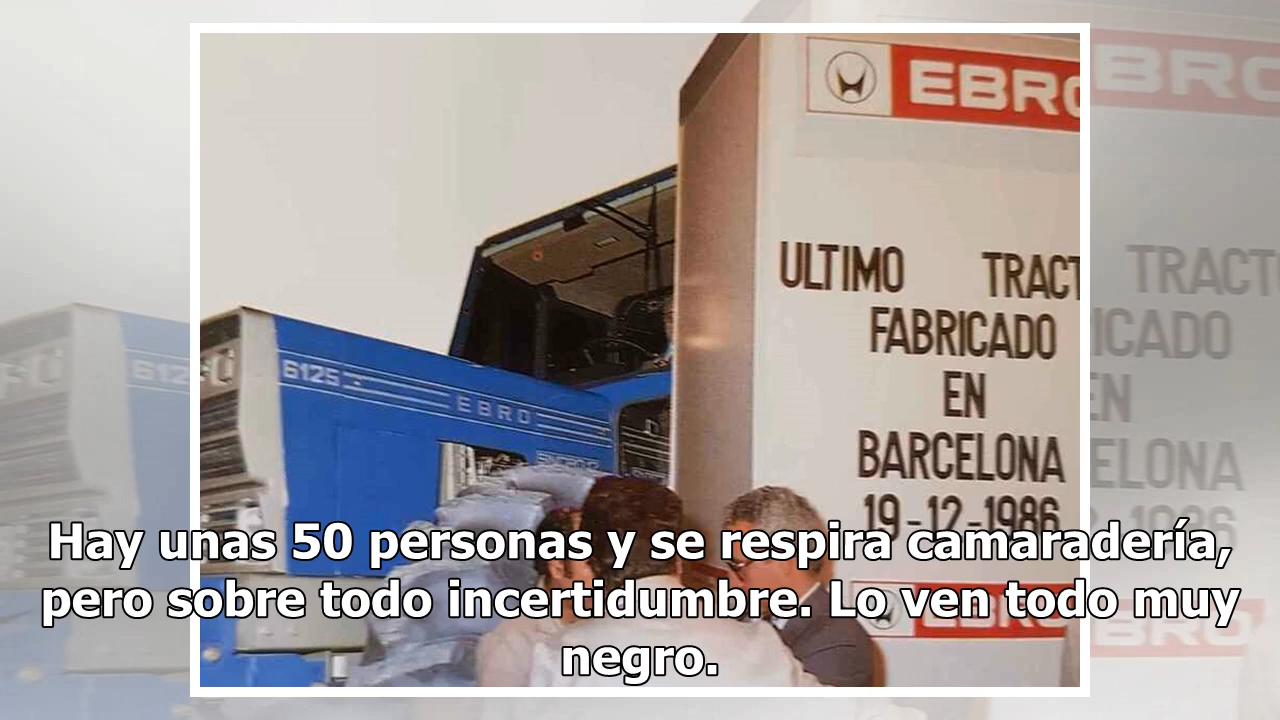 EBRO
ULTIMO TRACT
FABRICADO
EN
BARCELONA
19-12-1986
6125
EBRO
Hay unas 50 personas y se respira camaradería,
pero sobre todo incertidumbre. Lo ven todo muy
negro.